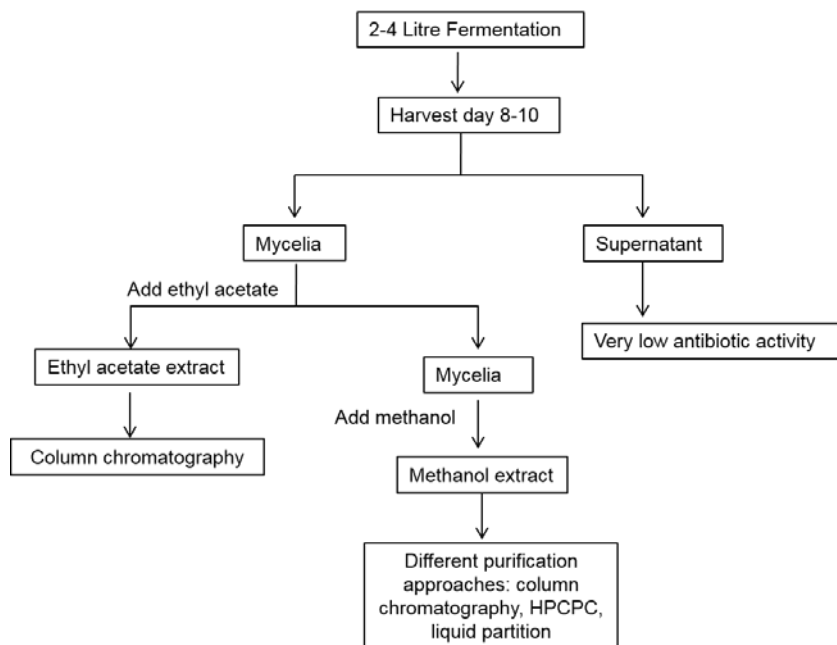 2-4 Litre Fermentation
Harvest day 8-10
Mycelia
Supernatant
Add ethyl acetate
Very low antibiotic activity
Ethyl acetate extract
Mycelia
Add methanol
Column chromatography
Methanol extract
Different purification
approaches: column
chromatography, HPCPC,
liquid partition